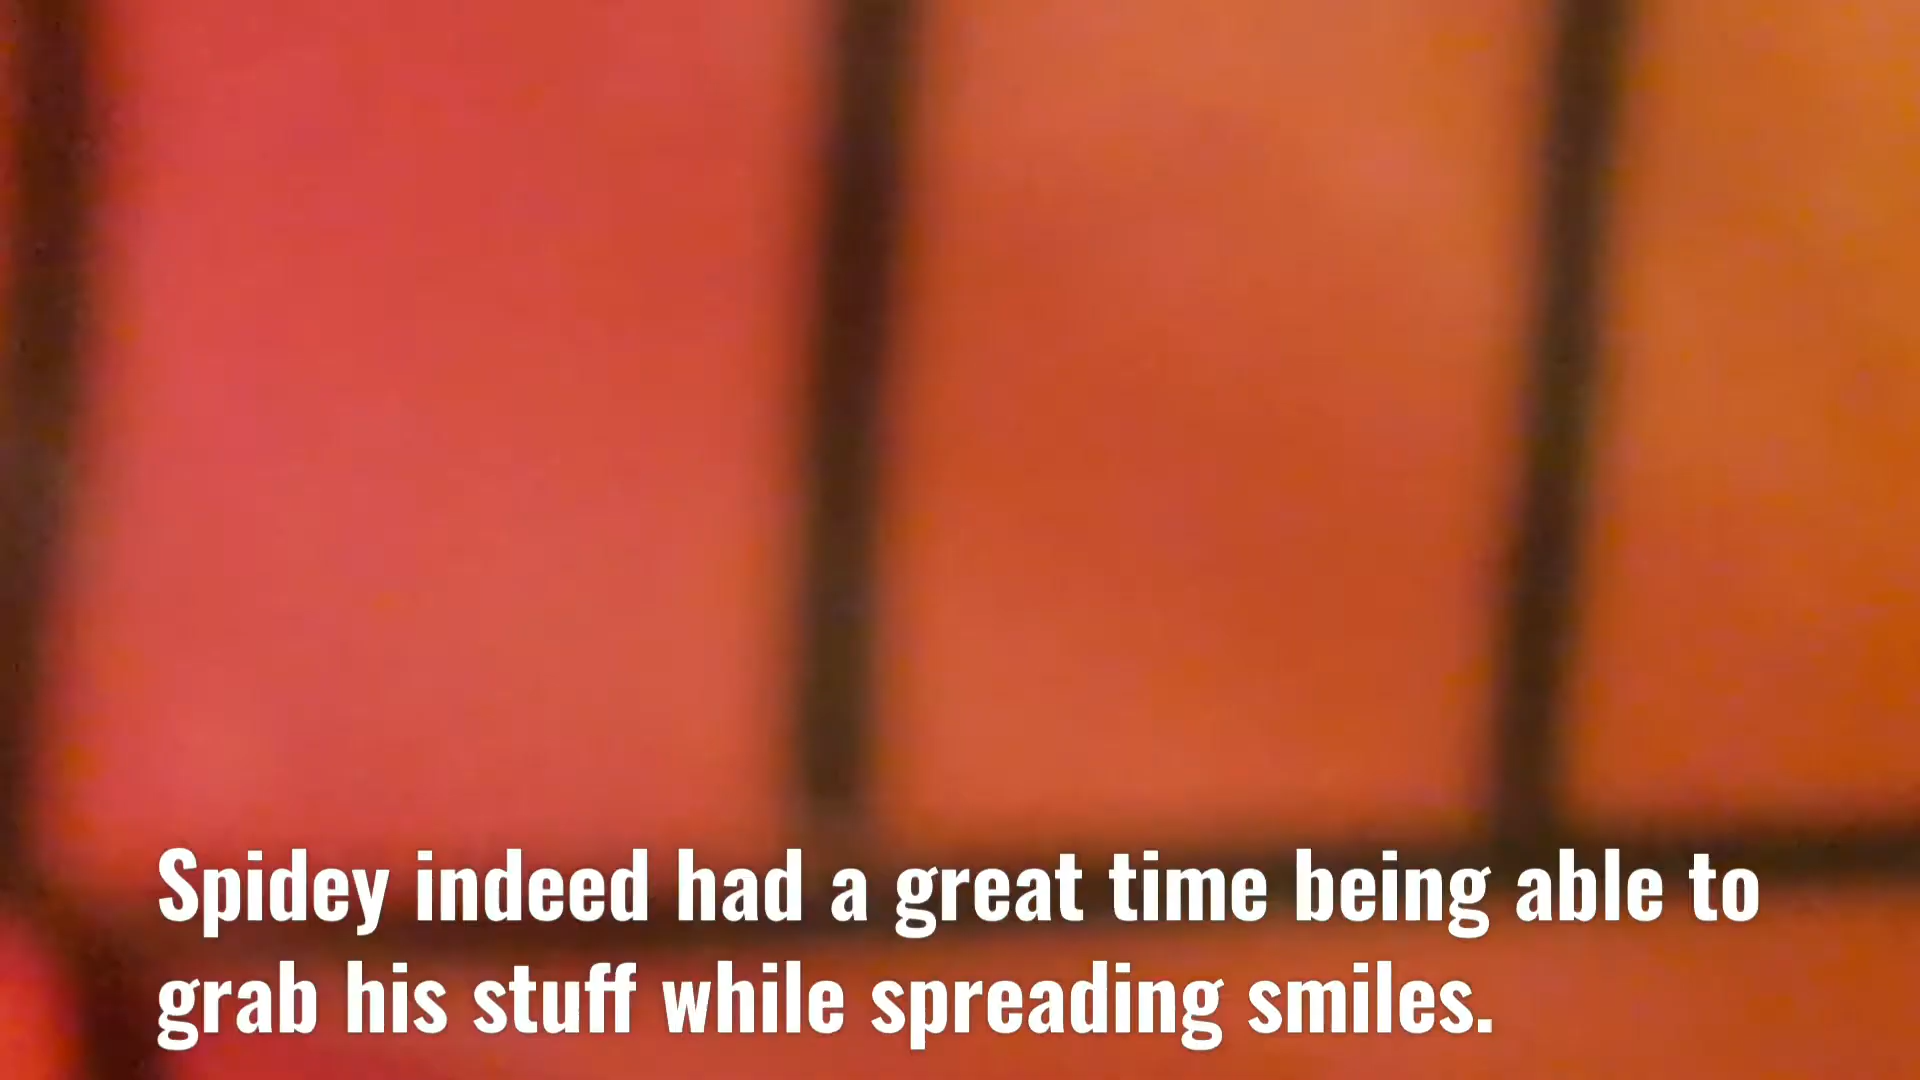 Spidey indeed had a great time being able to
grab his stuff while spreading smiles.